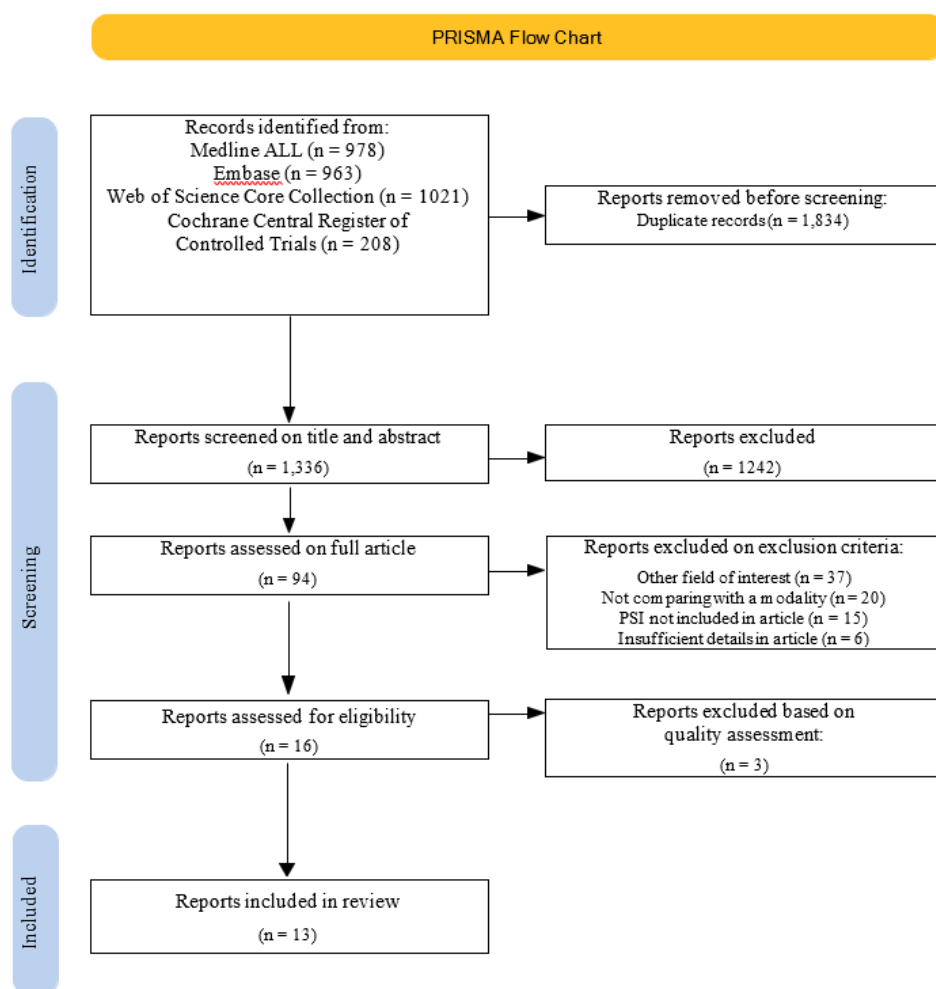 PRISMA Flow Chart
Identification
Records identified from:
Medline ALL (n = 978)
Embase (n = 963)
Web of Science Core Collection (n = 1021)
Cochrane Central Register of
Controlled Trials (n = 208)
Reports removed before screening:
Duplicate records (n = 1,834)
Screening
Reports screened on title and abstract
(n = 1,336)
Reports excluded
(n = 1242)
Reports assessed on full article
(n = 94)
Reports excluded on exclusion criteria:
Other field of interest (n = 37)
Not comparing with a modality (n = 20)
PSI not included in article (n = 15)
Insufficient details in article (n = 6)
Reports assessed for eligibility
(n = 16)
Reports excluded based on
quality assessment:
(n = 3)
Included
Reports included in review
(n = 13)